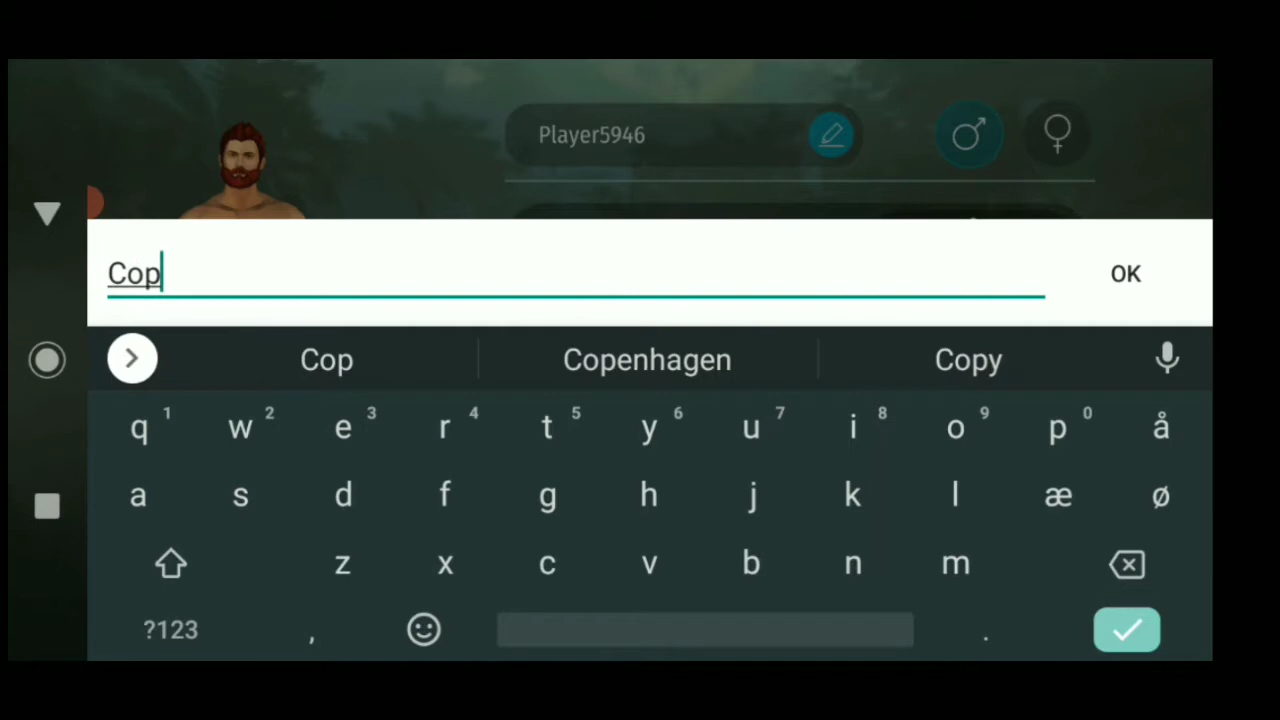 Player5946
Cop
OK
Cop Copenhagen Copy
q 1 w 2 e 3 r 4 t 5 y 6 u 7 i 8 o 9 p 0 å
a s d f g h j k l æ ø
z x c v b n m
?123 , .